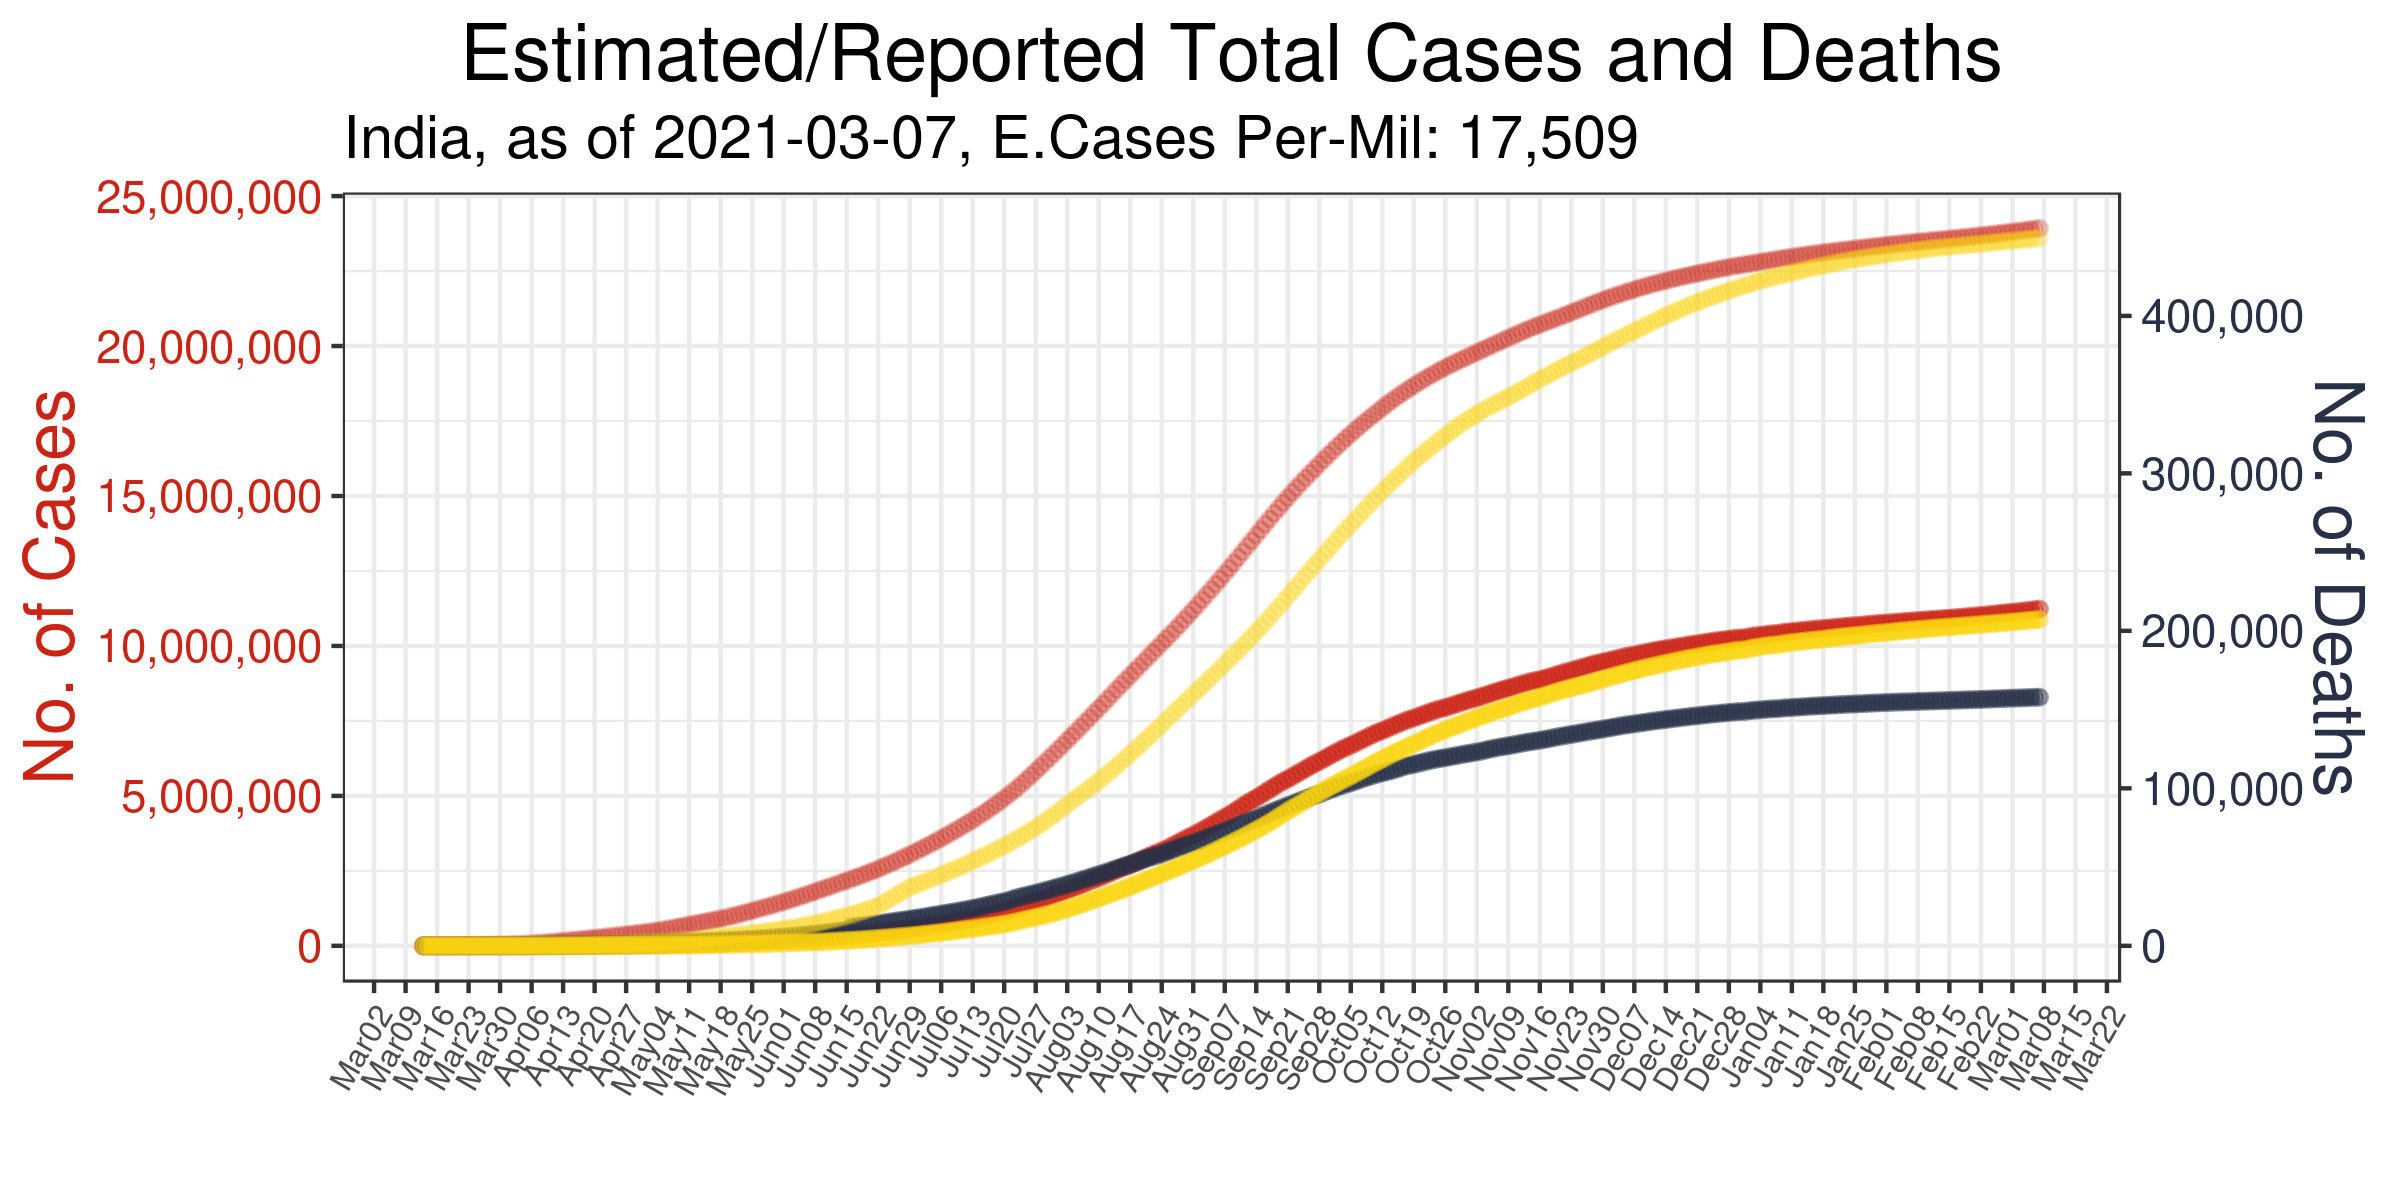 Estimated/Reported Total Cases and Deaths
India, as of 2021-03-07, E.Cases Per-Mil: 17,509
No. of Cases
25,000,000
20,000,000
15,000,000
10,000,000
5,000,000
0
400,000
300,000
200,000
100,000
0
No. of Deaths
Mar02
Mar09
Mar16
Mar23
Mar30
Apr06
Apr13
Apr20
Apr27
May04
May11
May18
May25
Jun01
Jun08
Jun15
Jun22
Jun29
Jul06
Jul13
Jul20
Jul27
Aug03
Aug10
Aug17
Aug24
Aug31
Sep07
Sep14
Sep21
Sep28
Oct05
Oct12
Oct19
Oct26
Nov02
Nov09
Nov16
Nov23
Nov30
Dec07
Dec14
Dec21
Dec28
Jan04
Jan11
Jan18
Jan25
Feb01
Feb08
Feb15
Feb22
Mar01
Mar08
Mar15
Mar22